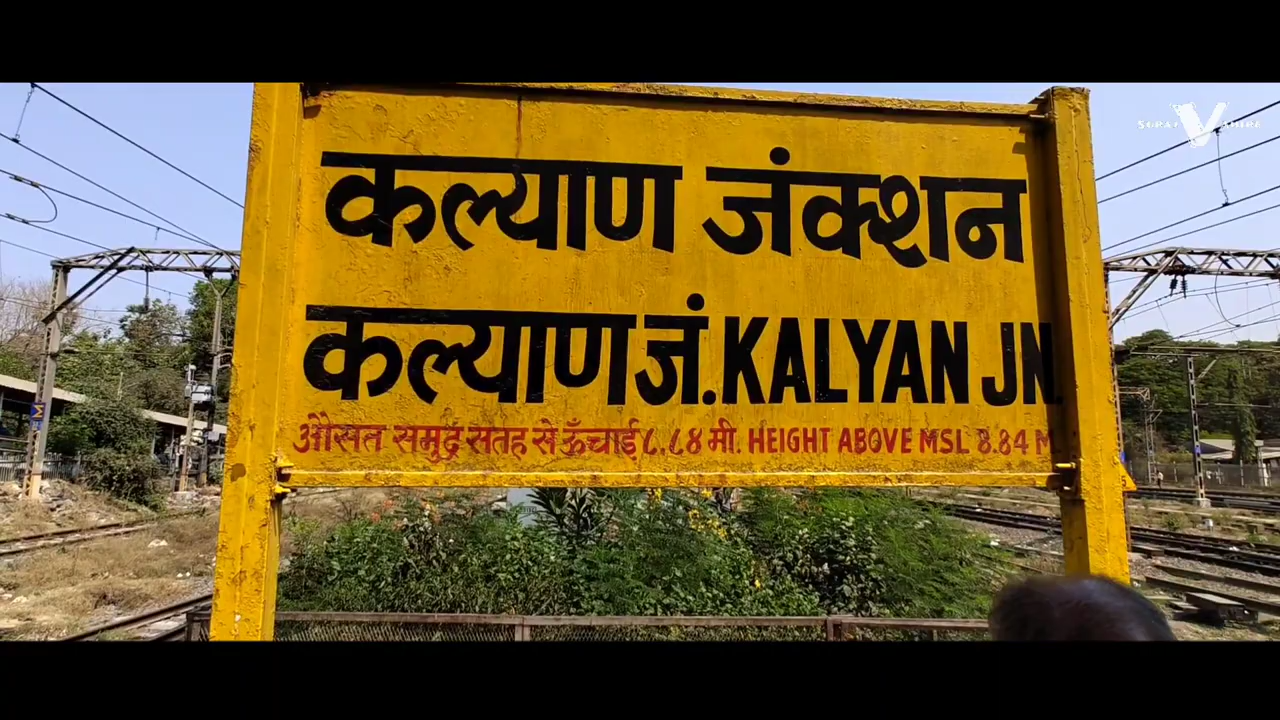 कल्याण जंक्शन
कल्याण जं. KALYAN JN.
औसत समुद्र सतह से ऊँचाई ८.८४ मी. HEIGHT ABOVE MSL 8.84 M